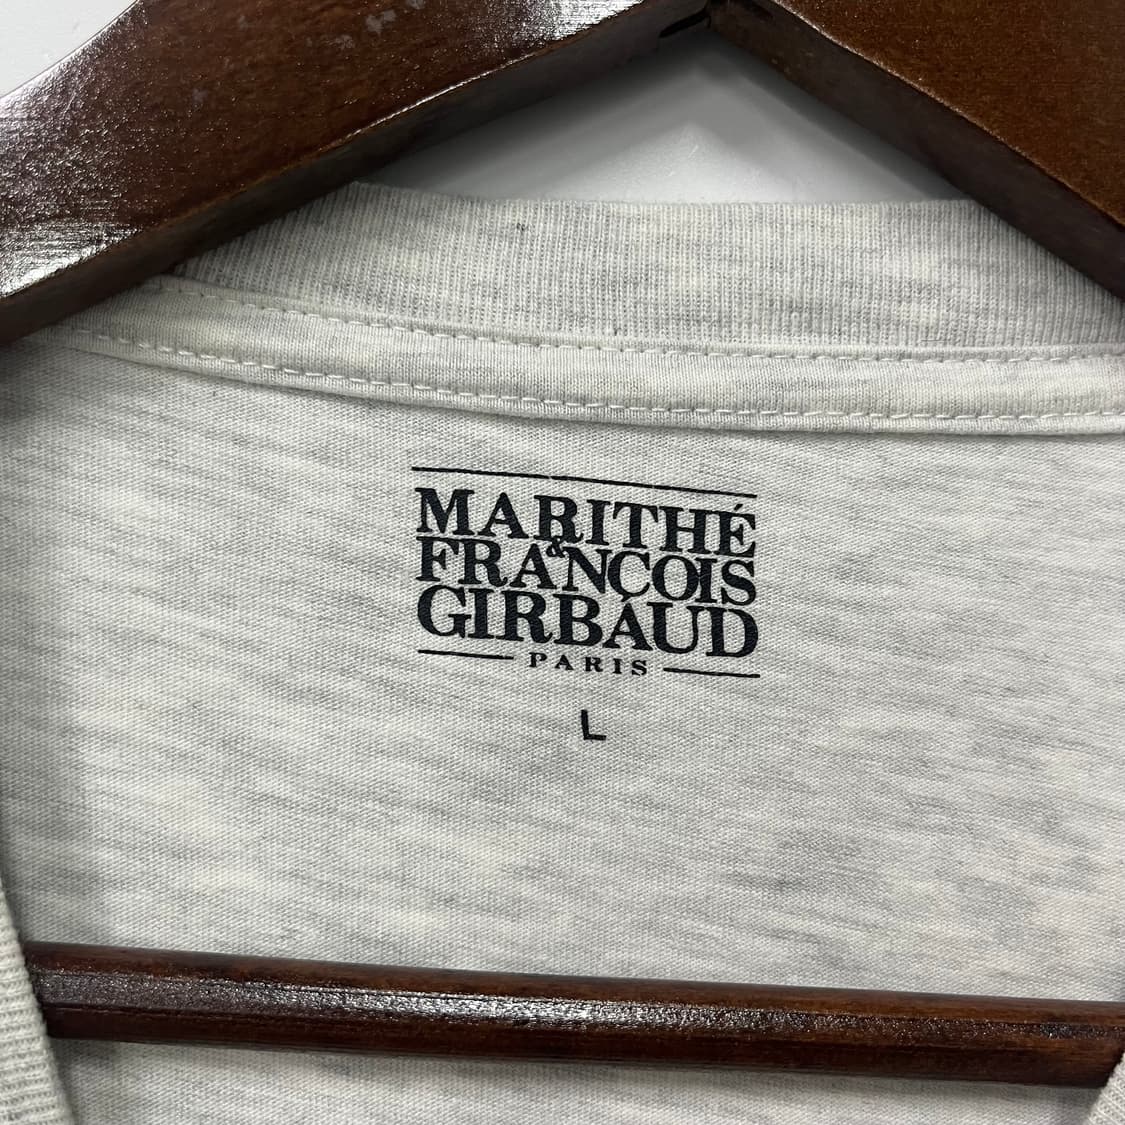 MARITHÉ
&
FRANÇOIS
GIRBAUD
PARIS
L